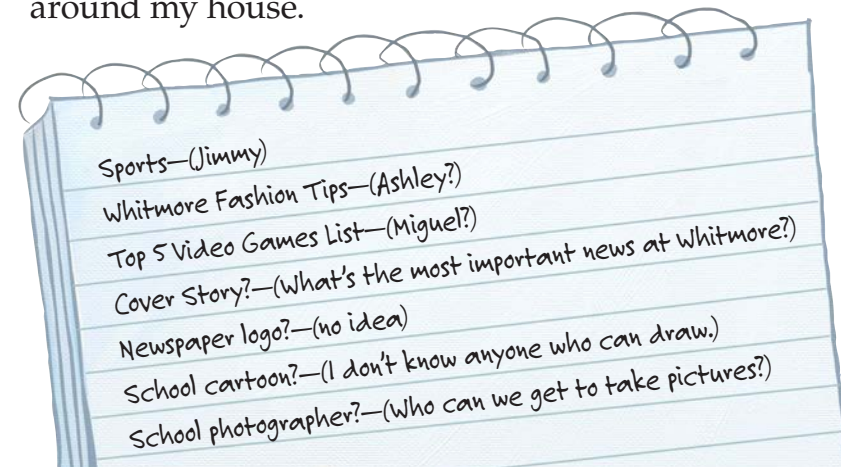 around my house.
Sports—(Jimmy)
Whitmore Fashion Tips—(Ashley?)
Top 5 Video Games List—(Miguel?)
Cover Story?—(What's the most important news at Whitmore?)
Newspaper logo?—(no idea)
School cartoon?—(I don't know anyone who can draw.)
School photographer?—(Who can we get to take pictures?)